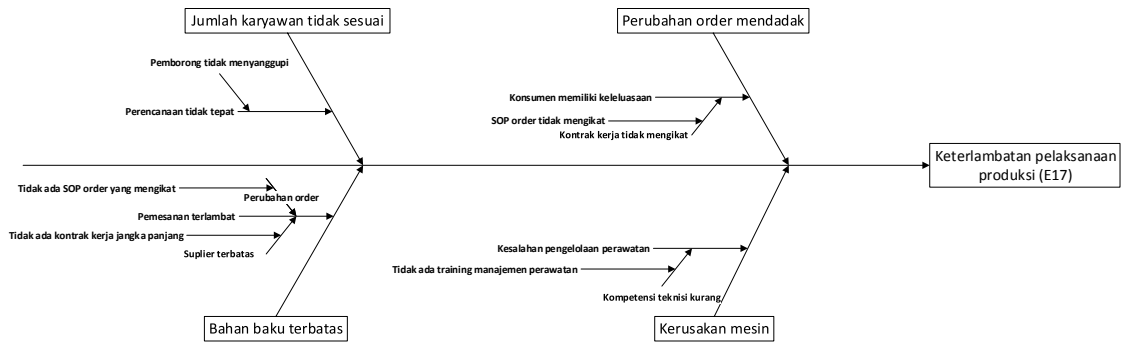 Jumlah karyawan tidak sesuai
Perubahan order mendadak
Pemborong tidak menyanggupi
Perencanaan tidak tepat
Konsumen memiliki keleluasaan
SOP order tidak mengikat
Kontrak kerja tidak mengikat
Keterlambatan pelaksanaan
produksi (E17)
Tidak ada SOP order yang mengikat
Perubahan order
Pemesanan terlambat
Tidak ada kontrak kerja jangka panjang
Suplier terbatas
Kesalahan pengelolaan perawatan
Tidak ada training manajemen perawatan
Kompetensi teknisi kurang
Bahan baku terbatas
Kerusakan mesin